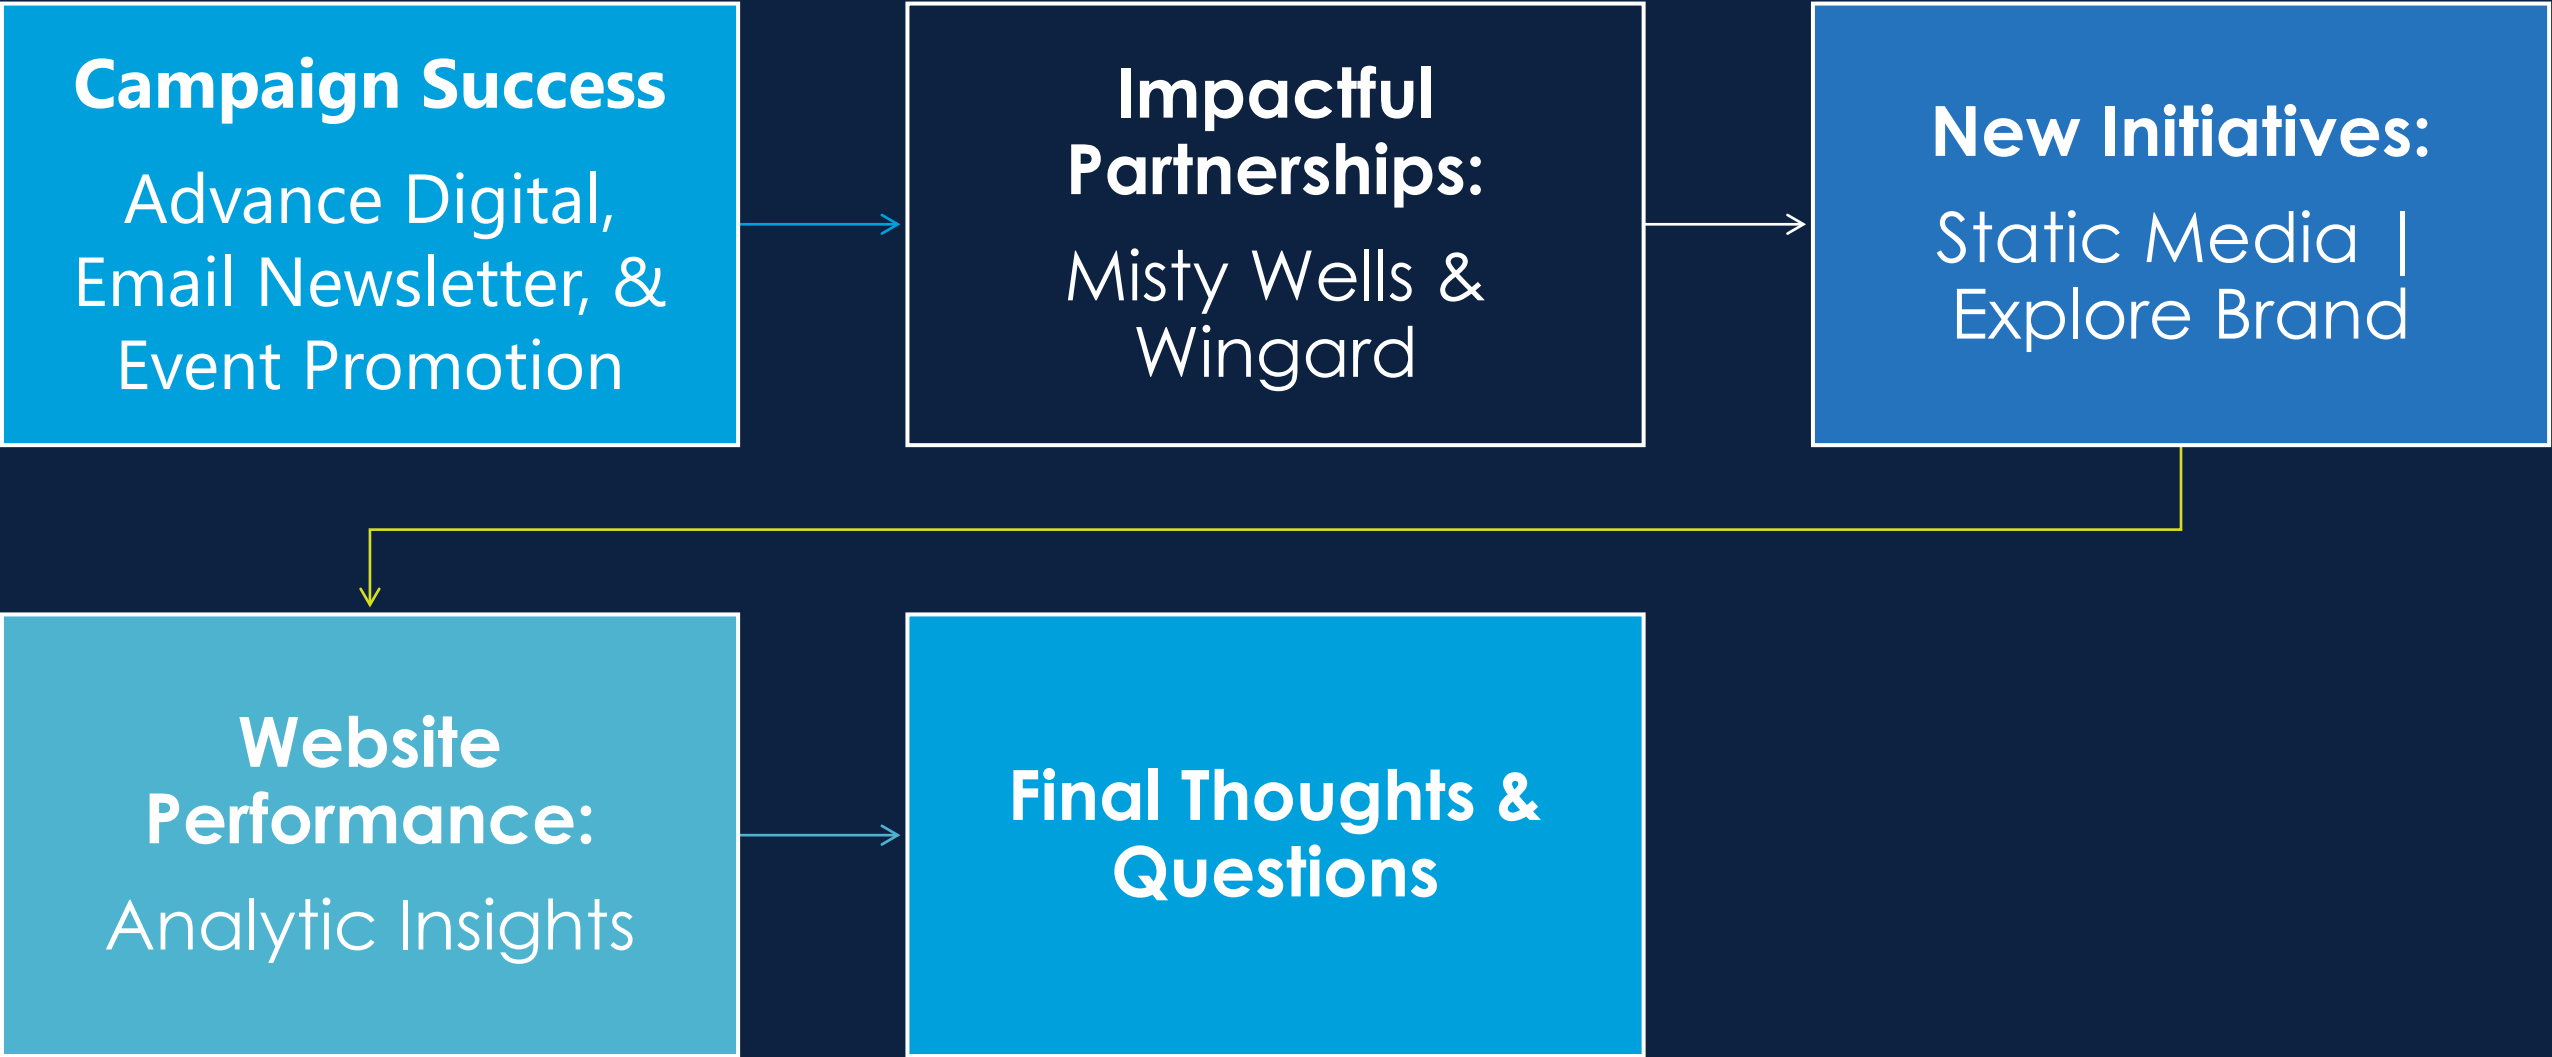 Campaign Success
Advance Digital,
Email Newsletter, &
Event Promotion
Impactful
Partnerships:
Misty Wells &
Wingard
New Initiatives:
Static Media |
Explore Brand
Website
Performance:
Analytic Insights
Final Thoughts &
Questions